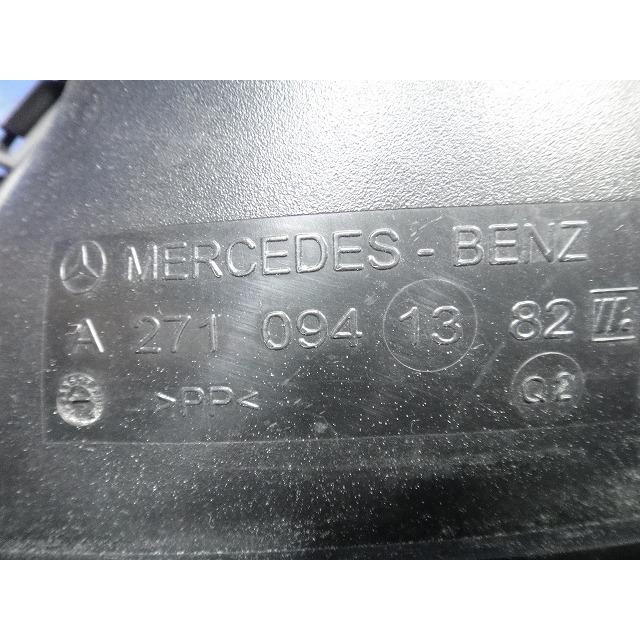 MERCEDES - BENZ
A 271 094 13 82
>PP< Q2